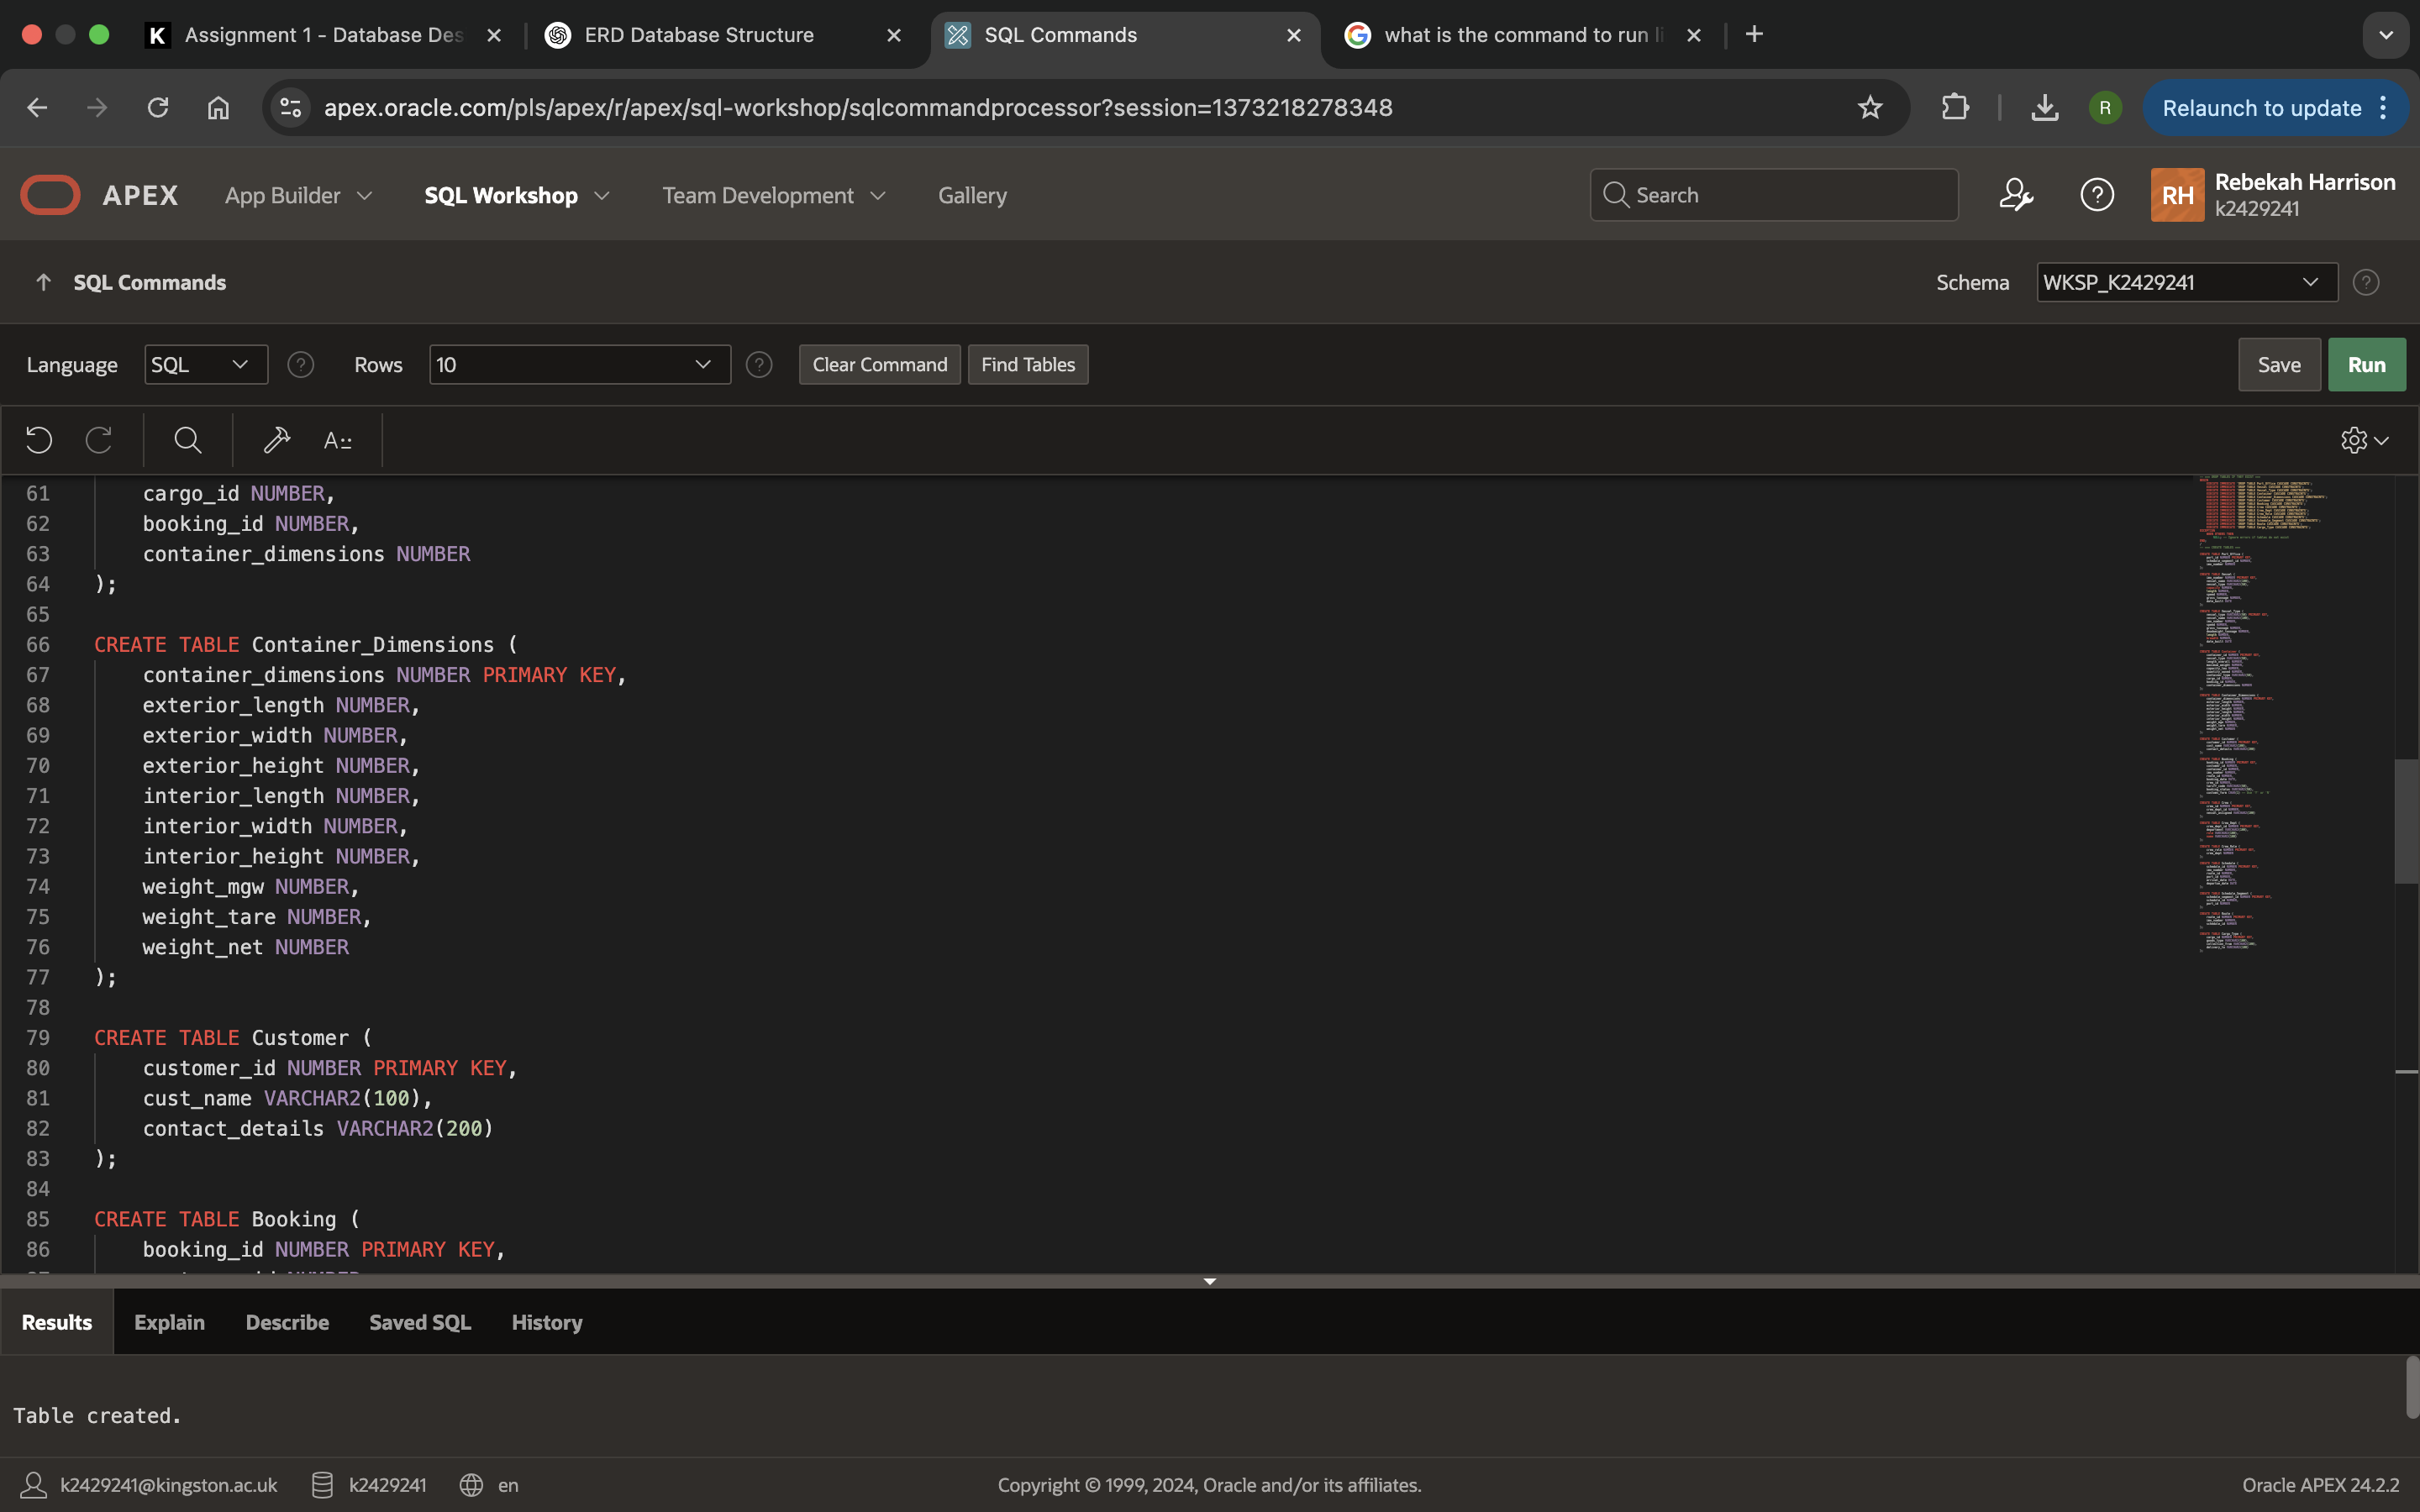 K Assignment 1 - Database Des
ERD Database Structure
SQL Commands
what is the command to run li
apex.oracle.com/pls/apex/r/apex/sql-workshop/sqlcommandprocessor?session=1373218278348
R
Relaunch to update
APEX
App Builder
SQL Workshop
Team Development
Gallery
Search
RH
Rebekah Harrison
k2429241
SQL Commands
Schema
WKSP_K2429241
Language
SQL
Rows
10
Clear Command
Find Tables
Save
Run
61 cargo_id NUMBER,
62 booking_id NUMBER,
63 container_dimensions NUMBER
64 );
65
66 CREATE TABLE Container_Dimensions (
67 container_dimensions NUMBER PRIMARY KEY,
68 exterior_length NUMBER,
69 exterior_width NUMBER,
70 exterior_height NUMBER,
71 interior_length NUMBER,
72 interior_width NUMBER,
73 interior_height NUMBER,
74 weight_mgw NUMBER,
75 weight_tare NUMBER,
76 weight_net NUMBER
77 );
78
79 CREATE TABLE Customer (
80 customer_id NUMBER PRIMARY KEY,
81 cust_name VARCHAR2(100),
82 contact_details VARCHAR2(200)
83 );
84
85 CREATE TABLE Booking (
86 booking_id NUMBER PRIMARY KEY,
Results
Explain
Describe
Saved SQL
History
Table created.
k2429241@kingston.ac.uk
k2429241
en
Copyright © 1999, 2024, Oracle and/or its affiliates.
Oracle APEX 24.2.2